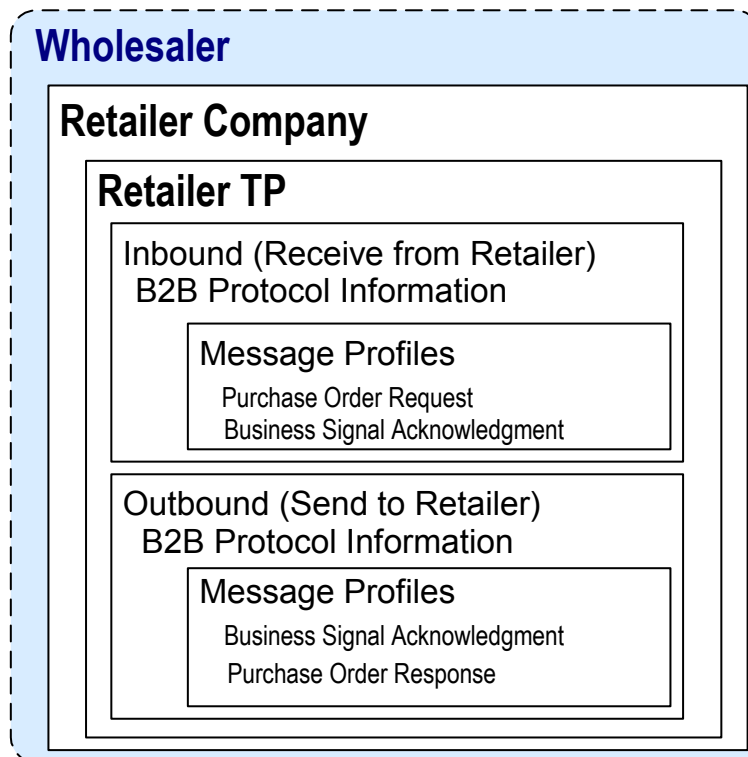 Wholesaler
Retailer Company
Retailer TP
Inbound (Receive from Retailer)
B2B Protocol Information
Message Profiles
Purchase Order Request
Business Signal Acknowledgment
Outbound (Send to Retailer)
B2B Protocol Information
Message Profiles
Business Signal Acknowledgment
Purchase Order Response